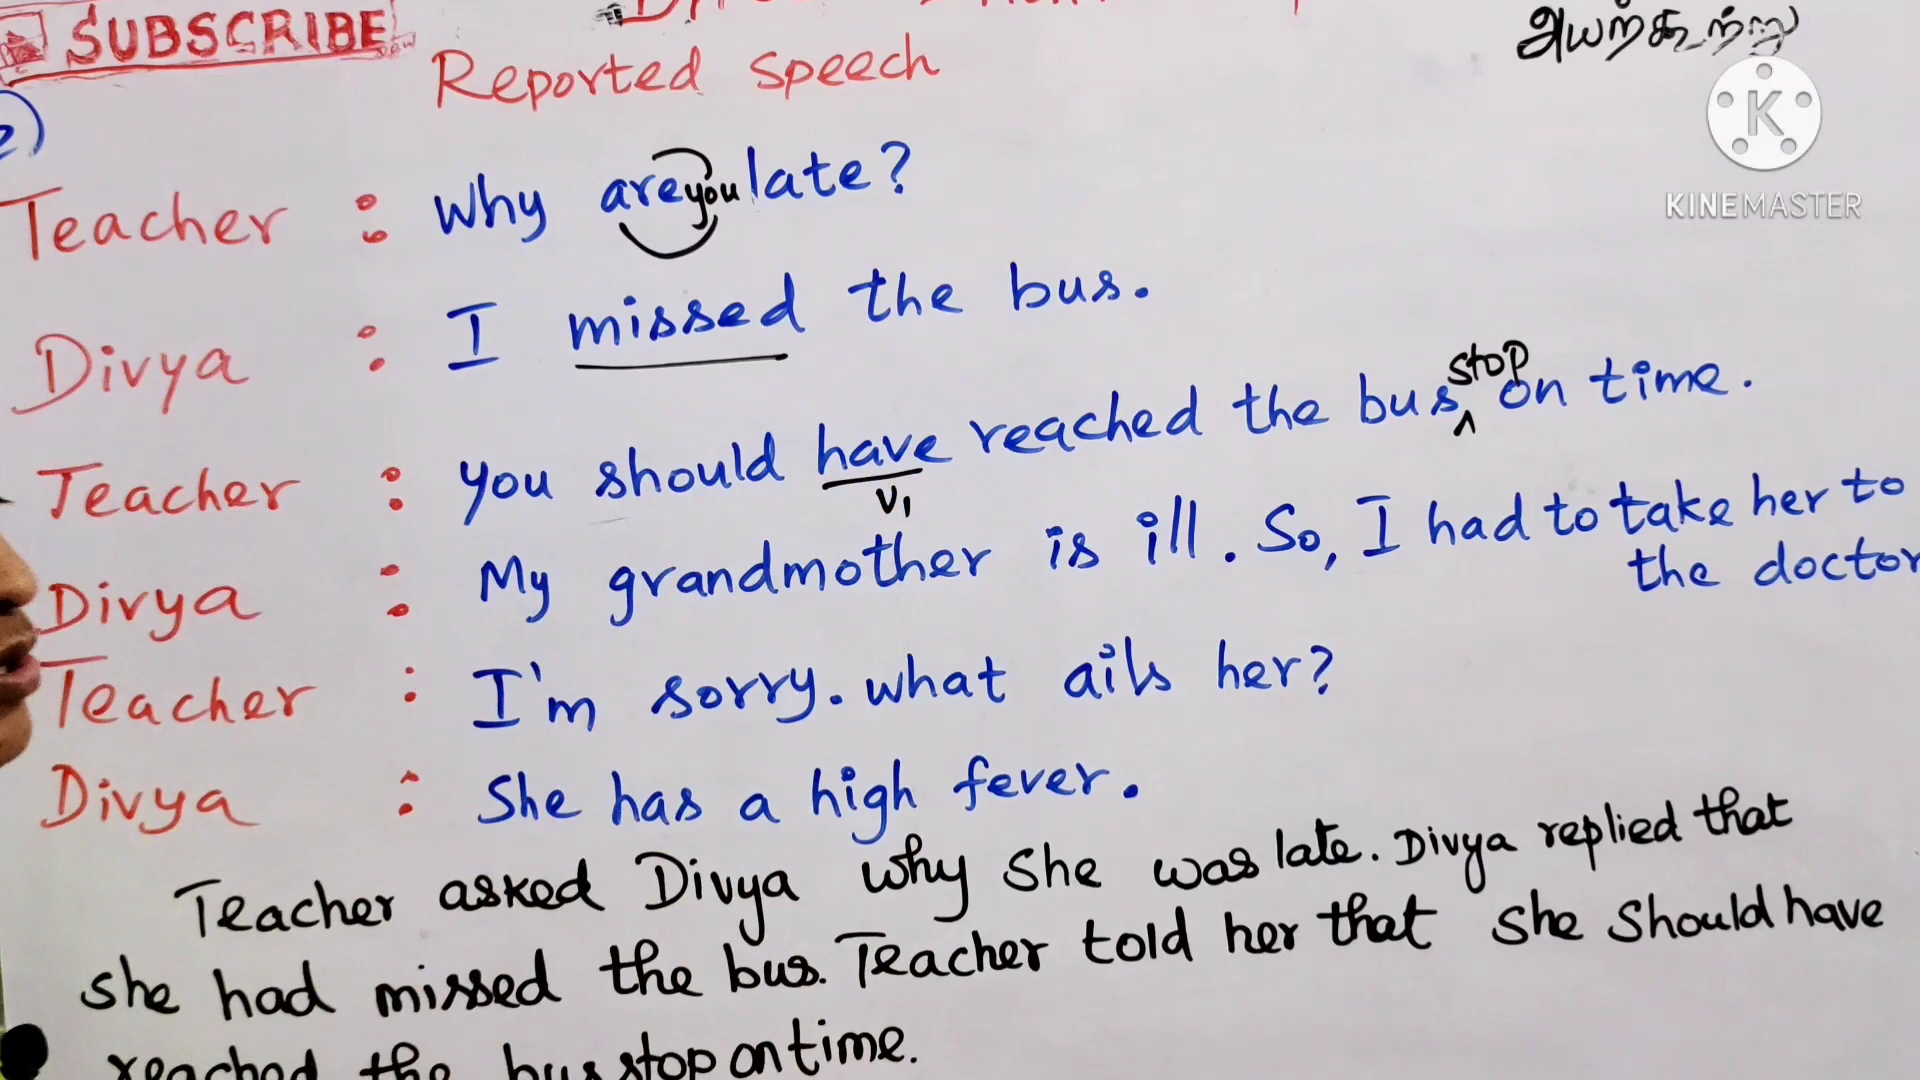 SUBSCRIBE
அயற்கூற்று
Reported speech
K
KINEMASTER
Teacher : Why are you late?
Divya : I missed the bus.
stop
Teacher : You should have reached the bus ^ on time.
V1
Divya : My grandmother is ill. So, I had to take her to
the doctor
Teacher : I'm sorry. what ails her?
Divya : She has a high fever.
Teacher asked Divya why she was late. Divya replied that
she had missed the bus. Teacher told her that she should have
reached the bus stop on time.